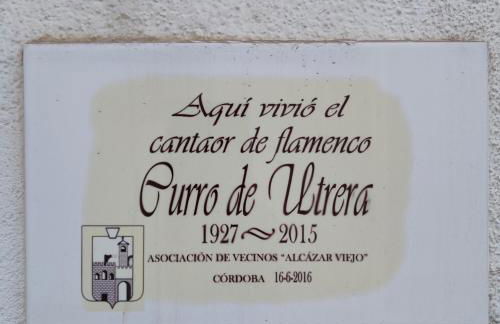 Aquí vivió el
cantaor de flamenco
Curro de Utrera
1927~2015
ASOCIACIÓN DE VECINOS “ALCÁZAR VIEJO”
CÓRDOBA 16-6-2016